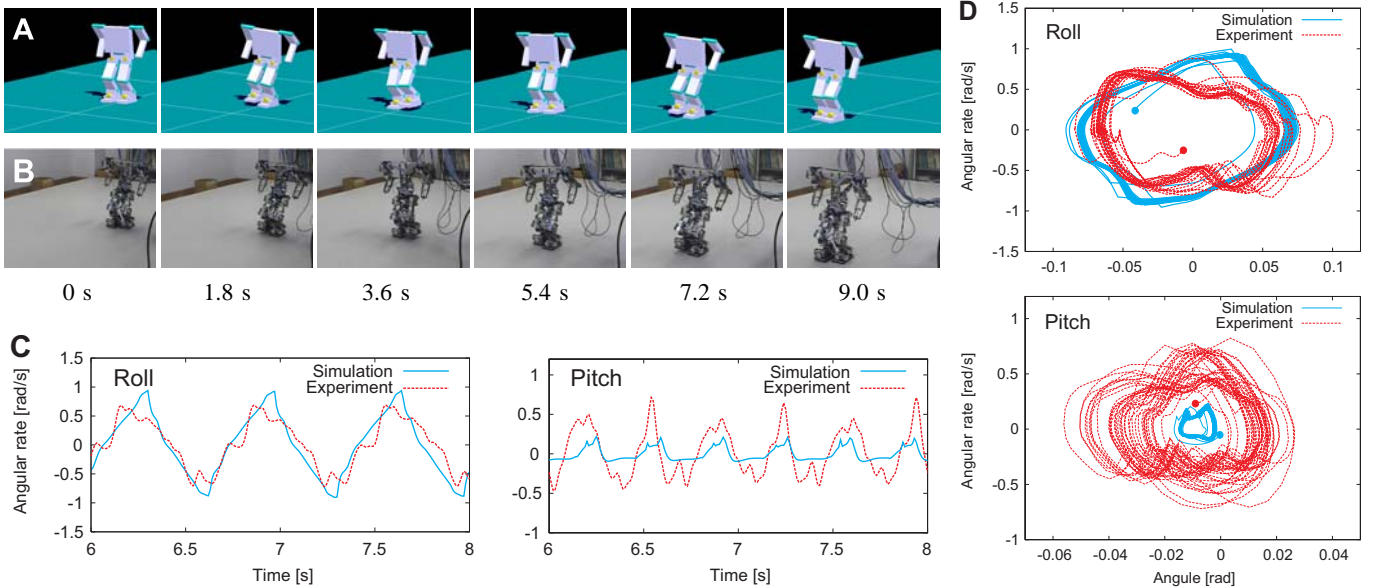 A
B
0 s 1.8 s 3.6 s 5.4 s 7.2 s 9.0 s
C
Roll
Simulation
Experiment
Angular rate [rad/s]
1.5
1
0.5
0
-0.5
-1
-1.5
6 6.5 7 7.5 8
Time [s]
Pitch
Simulation
Experiment
1
0.5
0
-0.5
-1
6 6.5 7 7.5 8
Time [s]
D
Roll
Simulation
Experiment
Angular rate [rad/s]
1.5
1.0
0.5
0
-0.5
-1.0
-1.5
-0.1 -0.05 0 0.05 0.1
Pitch
Simulation
Experiment
Angular rate [rad/s]
1
0.5
0
-0.5
-1
-0.06 -0.04 -0.02 0 0.02 0.04
Angule [rad]